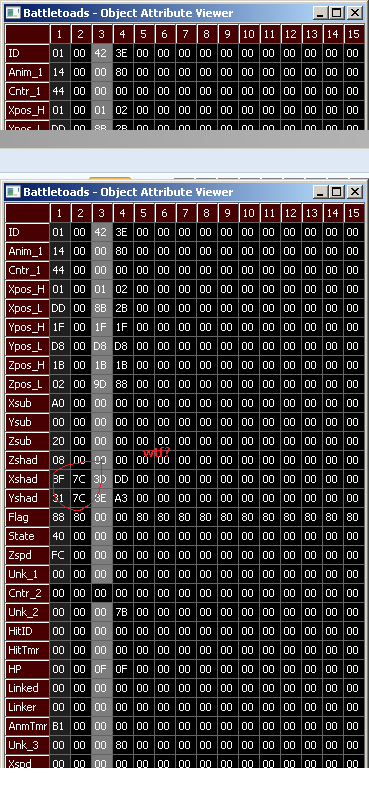 Battletoads - Object Attribute Viewer
1 2 3 4 5 6 7 8 9 10 11 12 13 14 15
ID 01 00 42 3E 00 00 00 00 00 00 00 00 00 00 00
Anim_1 14 00 00 80 00 00 00 00 00 00 00 00 00 00 00
Cntr_1 44 00 00 00 00 00 00 00 00 00 00 00 00 00 00
Xpos_H 01 00 01 02 00 00 00 00 00 00 00 00 00 00 00
Xpos_L DD 00 8B 2B 00 00 00 00 00 00 00 00 00 00 00
Battletoads - Object Attribute Viewer
1 2 3 4 5 6 7 8 9 10 11 12 13 14 15
ID 01 00 42 3E 00 00 00 00 00 00 00 00 00 00 00
Anim_1 14 00 00 80 00 00 00 00 00 00 00 00 00 00 00
Cntr_1 44 00 00 00 00 00 00 00 00 00 00 00 00 00 00
Xpos_H 01 00 01 02 00 00 00 00 00 00 00 00 00 00 00
Xpos_L DD 00 8B 2B 00 00 00 00 00 00 00 00 00 00 00
Ypos_H 1F 00 1F 1F 00 00 00 00 00 00 00 00 00 00 00
Ypos_L D8 00 D8 D8 00 00 00 00 00 00 00 00 00 00 00
Zpos_H 1B 00 1B 1B 00 00 00 00 00 00 00 00 00 00 00
Zpos_L 02 00 9D 88 00 00 00 00 00 00 00 00 00 00 00
Xsub A0 00 00 00 00 00 00 00 00 00 00 00 00 00 00
Ysub 00 00 00 00 00 00 00 00 00 00 00 00 00 00 00
Zsub 20 00 00 00 00 00 00 00 00 00 00 00 00 00 00
Zshad 08 00 00 00 00 00 00 00 00 00 00 00 00 00 00
wtf?
Xshad 3F 7C 3D DD 00 00 00 00 00 00 00 00 00 00 00
Yshad 31 7C 3E A3 00 00 00 00 00 00 00 00 00 00 00
Flag 88 80 00 00 80 80 80 80 80 80 80 80 80 80 80
State 40 00 00 00 00 00 00 00 00 00 00 00 00 00 00
Zspd FC 00 00 00 00 00 00 00 00 00 00 00 00 00 00
Unk_1 00 00 00 00 00 00 00 00 00 00 00 00 00 00 00
Cntr_2 00 00 00 00 00 00 00 00 00 00 00 00 00 00 00
Unk_2 00 00 00 7B 00 00 00 00 00 00 00 00 00 00 00
HitID 00 00 00 00 00 00 00 00 00 00 00 00 00 00 00
HitTmr 00 00 00 00 00 00 00 00 00 00 00 00 00 00 00
HP 00 00 0F 0F 00 00 00 00 00 00 00 00 00 00 00
Linked 00 00 00 00 00 00 00 00 00 00 00 00 00 00 00
Linker 00 00 00 00 00 00 00 00 00 00 00 00 00 00 00
AnmTmr B1 00 00 00 00 00 00 00 00 00 00 00 00 00 00
Unk_3 00 00 00 80 00 00 00 00 00 00 00 00 00 00 00
Xspd 00 00 00 00 00 00 00 00 00 00 00 00 00 00 00